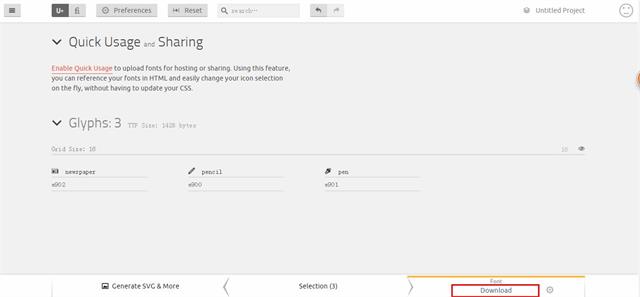 U+ fi Preferences Reset search… Untitled Project
Quick Usage and Sharing
Enable Quick Usage to upload fonts for hosting or sharing. Using this feature,
you can reference your fonts in HTML and easily change your icon selection
on the fly, without having to update your CSS.
Glyphs: 3 TTF Size: 1428 bytes
Grid Size: 16 16
newspaper pencil pen
e902 e900 e901
Generate SVG & More Selection (3) Font
Download